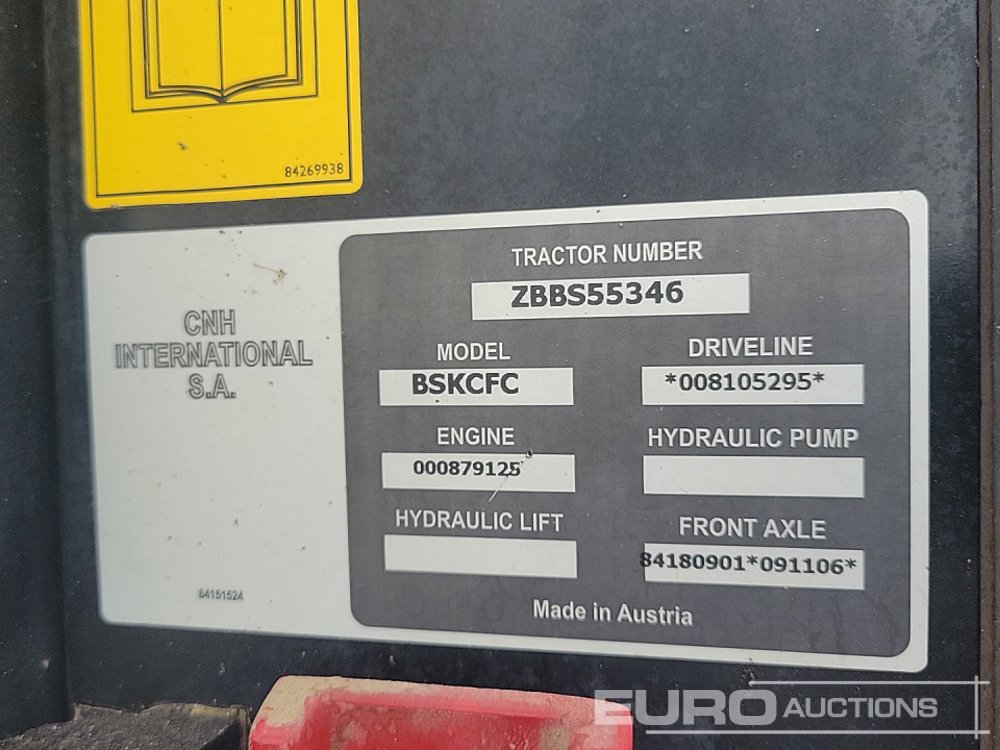 84269938
CNH
INTERNATIONAL
S.A.
84151524
TRACTOR NUMBER
ZBBS55346
MODEL
BSKCFC
DRIVELINE
*008105295*
ENGINE
000879125
HYDRAULIC PUMP
HYDRAULIC LIFT
FRONT AXLE
84180901*091106*
Made in Austria
EURO AUCTIONS